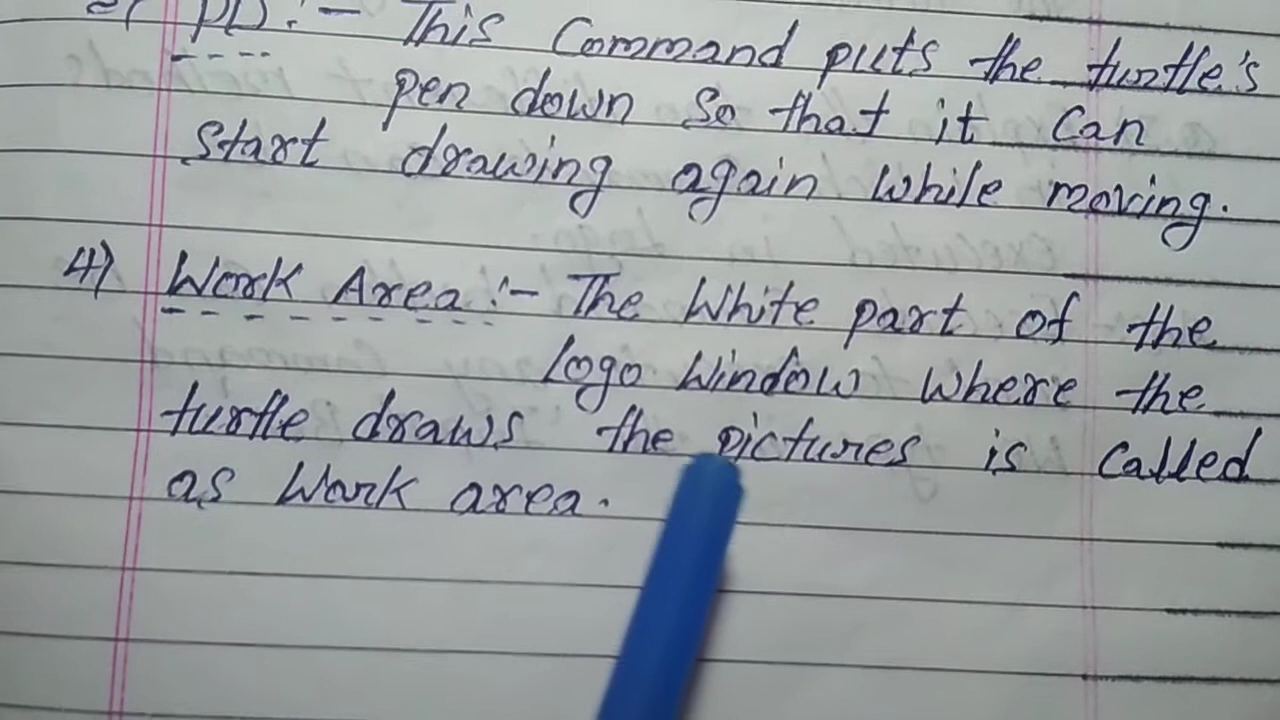 PD :- This Command puts the turtle's
pen down so that it can
start drawing again while moving.
4) Work Area :- The White part of the
logo window where the
turtle draws the pictures is called
as work area.